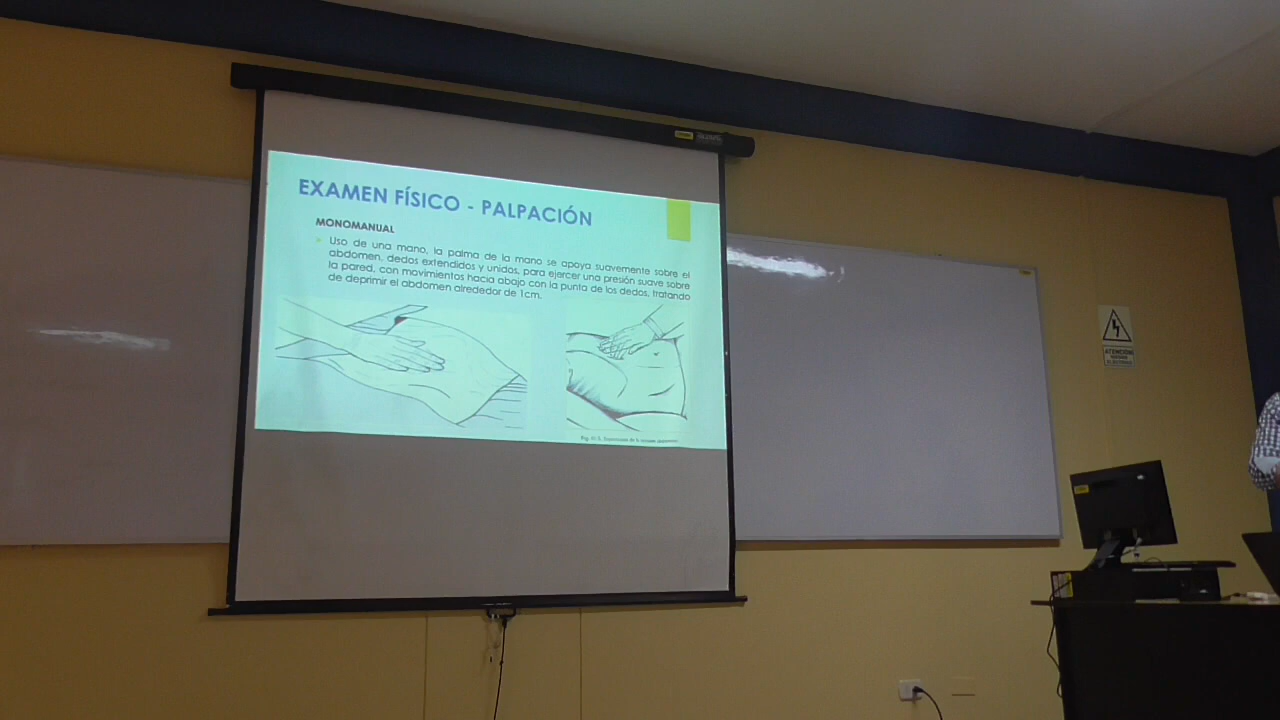 EXAMEN FÍSICO - PALPACIÓN
MONOMANUAL
Uso de una mano, la palma de la mano se apoya suavemente sobre el
abdomen, dedos extendidos y unidos, para ejercer una presión suave sobre
la pared, con movimientos hacia abajo con la punta de los dedos, tratando
de deprimir el abdomen alrededor de 1cm.
ATENCION